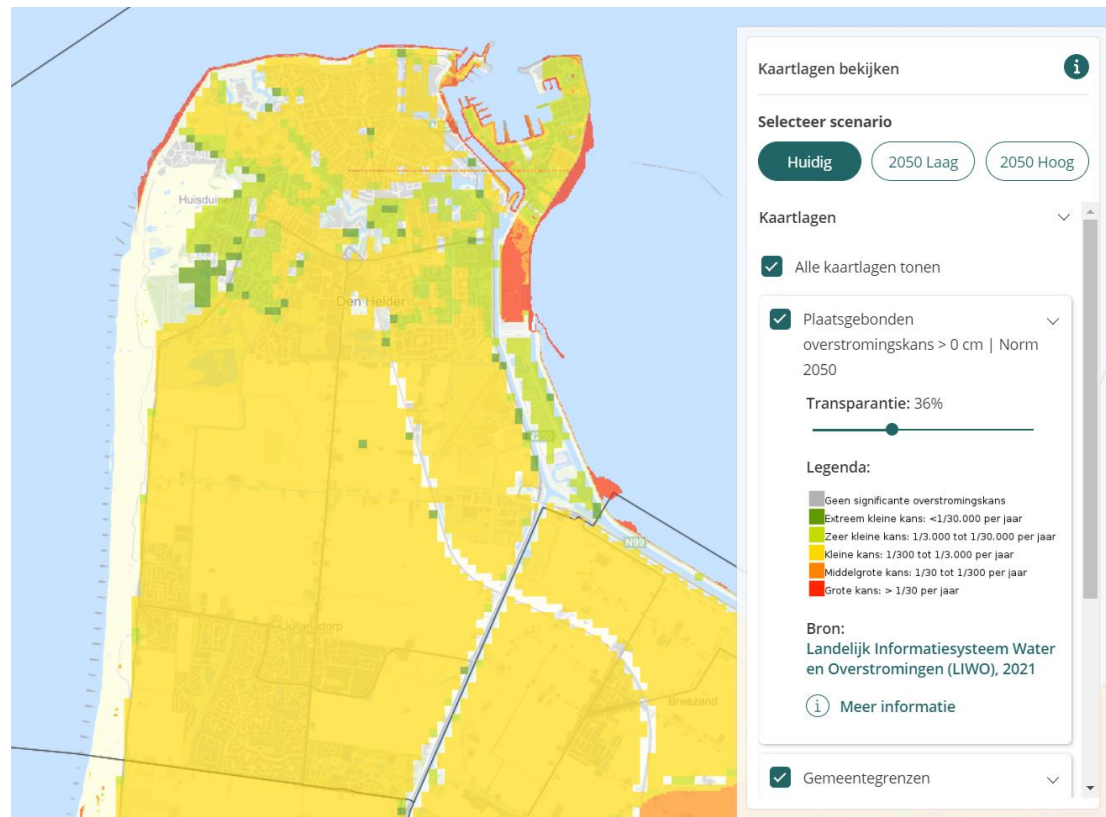 Huisduinen
Den Helder
N99
Julianadorp
Breezand
Kaartlagen bekijken
Selecteer scenario
Huidig
2050 Laag
2050 Hoog
Kaartlagen
Alle kaartlagen tonen
Plaatsgebonden
overstromingskans > 0 cm | Norm
2050
Transparantie: 36%
Legenda:
Geen significante overstromingskans
Extreem kleine kans: <1/30.000 per jaar
Zeer kleine kans: 1/3.000 tot 1/30.000 per jaar
Kleine kans: 1/300 tot 1/3.000 per jaar
Middelgrote kans: 1/30 tot 1/300 per jaar
Grote kans: > 1/30 per jaar
Bron:
Landelijk Informatiesysteem Water
en Overstromingen (LIWO), 2021
Meer informatie
Gemeentegrenzen